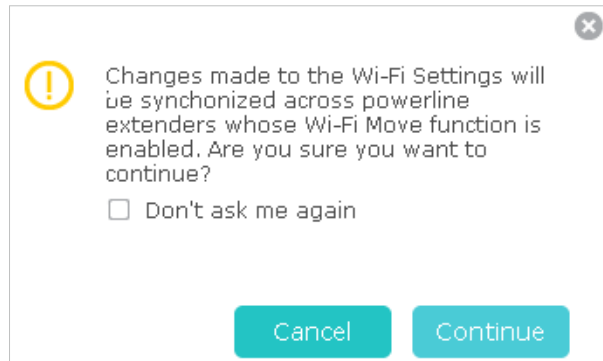 Changes made to the Wi-Fi Settings will
be synchonized across powerline
extenders whose Wi-Fi Move function is
enabled. Are you sure you want to
continue?
Don't ask me again
Cancel
Continue